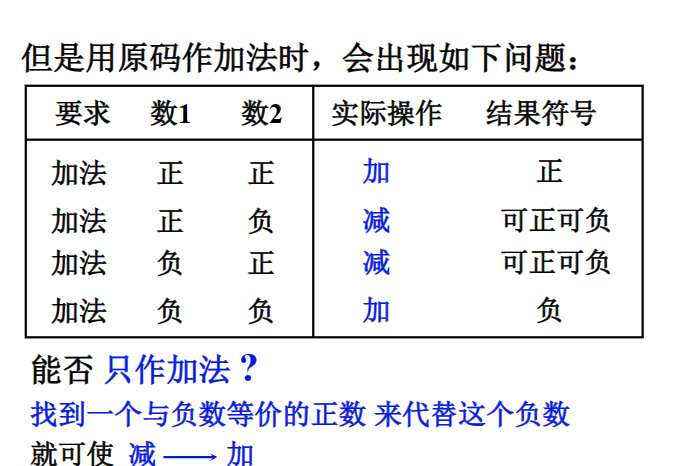 但是用原码作加法时，会出现如下问题：
要求 数1 数2 实际操作 结果符号
加法 正 正 加 正
加法 正 负 减 可正可负
加法 负 正 减 可正可负
加法 负 负 加 负
能否 只作加法？
找到一个与负数等价的正数 来代替这个负数
就可使 减 → 加